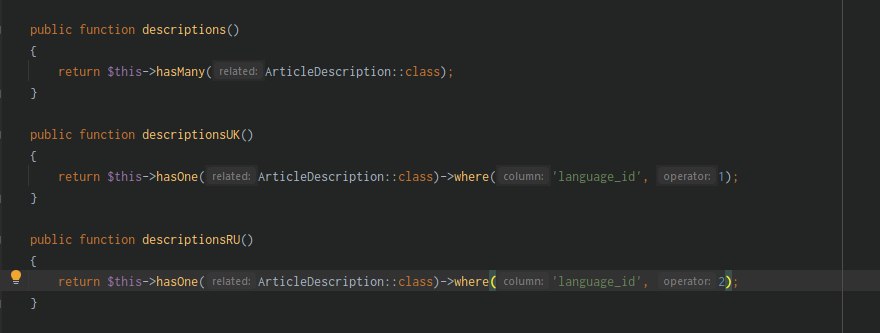 public function descriptions()
{
return $this->hasMany( related: ArticleDescription::class);
}
public function descriptionsUK()
{
return $this->hasOne( related: ArticleDescription::class)->where( column: 'language_id', operator: 1);
}
public function descriptionsRU()
{
return $this->hasOne( related: ArticleDescription::class)->where( column: 'language_id', operator: 2);
}